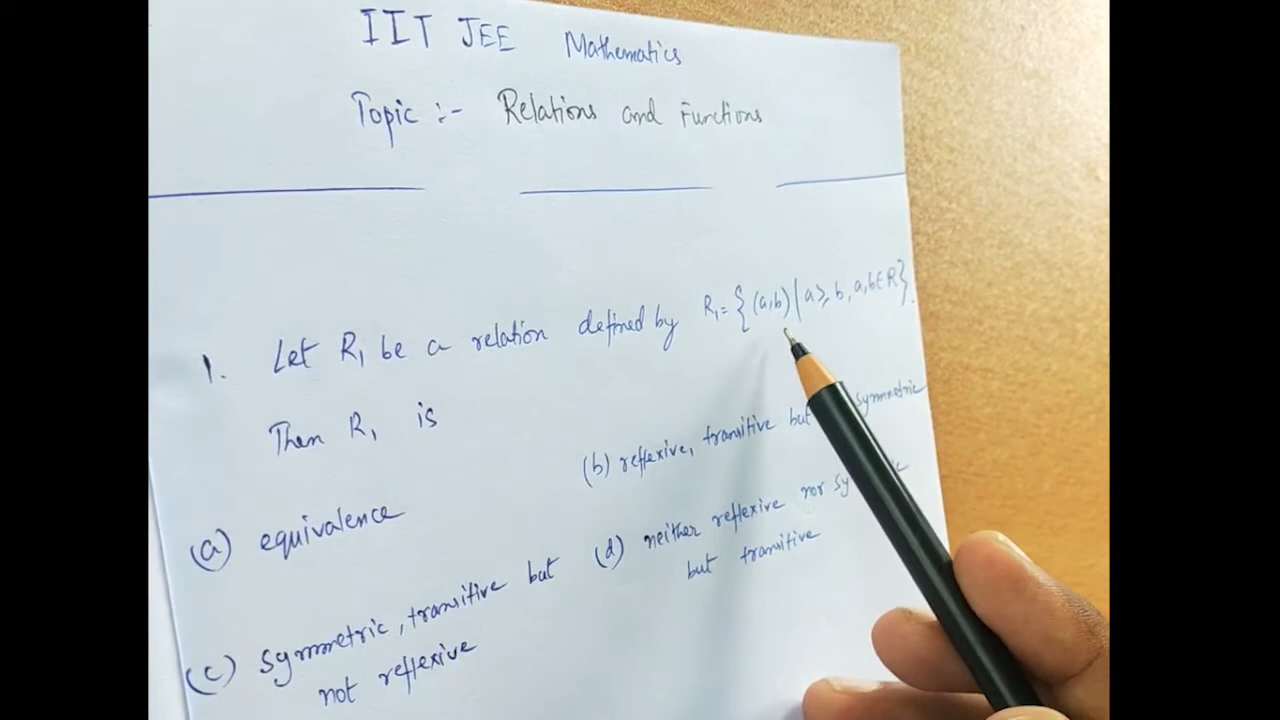 IIT JEE Mathematics
Topic :- Relations and Functions
1. Let R₁ be a relation defined by R₁ = {(a,b) | a ≥ b, a,b ∈ R}.
Then R₁ is
(a) equivalence
(b) reflexive, transitive but symmetric
(c) symmetric, transitive but
not reflexive
(d) neither reflexive nor
but transitive